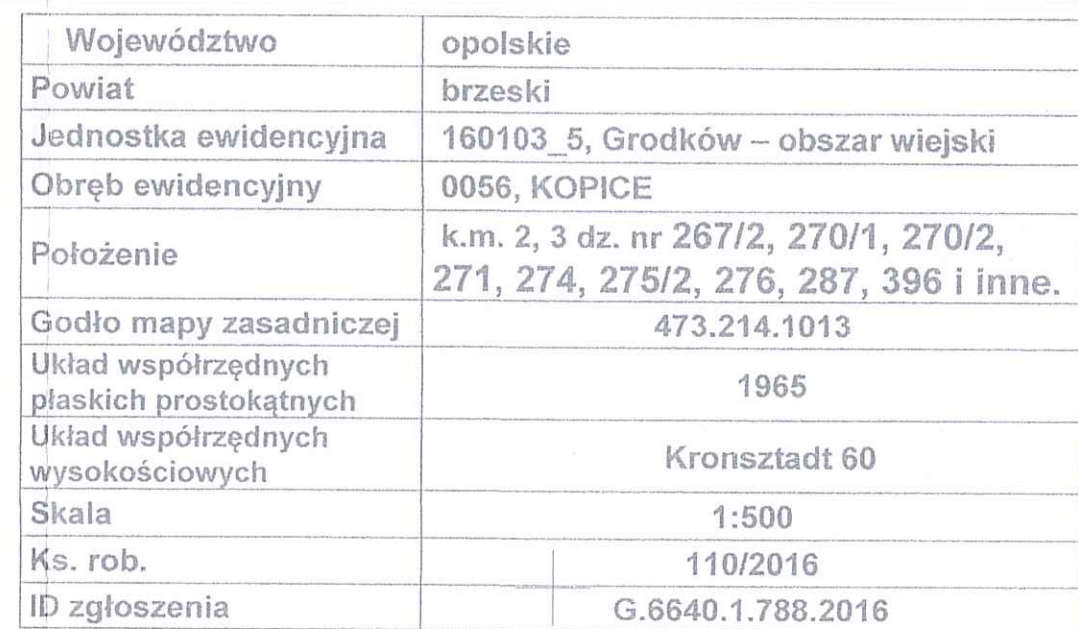 Województwo opolskie
Powiat brzeski
Jednostka ewidencyjna 160103_5, Grodków – obszar wiejski
Obręb ewidencyjny 0056, KOPICE
Położenie k.m. 2, 3 dz. nr 267/2, 270/1, 270/2,
271, 274, 275/2, 276, 287, 396 i inne.
Godło mapy zasadniczej 473.214.1013
Układ współrzędnych
płaskich prostokątnych 1965
Układ współrzędnych
wysokościowych Kronsztadt 60
Skala 1:500
Ks. rob. 110/2016
ID zgłoszenia G.6640.1.788.2016